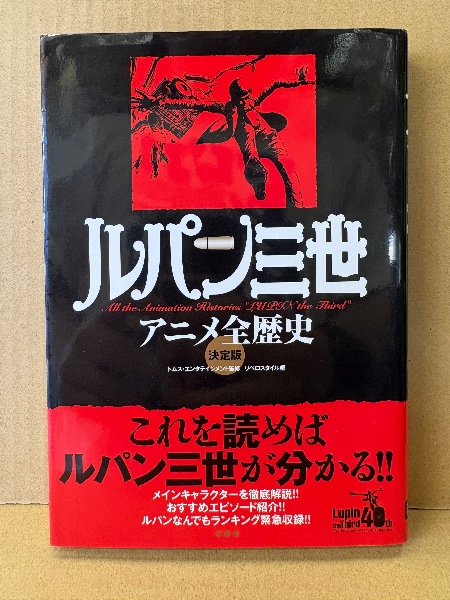 ルパン三世
All the Animation Histories "LUPIN the Third"
アニメ全歴史
決定版
トムス・エンタテインメント監修 リベロスタイル編
これを読めば
ルパン三世が分かる!!
メインキャラクターを徹底解説!!
おすすめエピソード紹介!!
ルパンなんでもランキング緊急収録!!
Lupin
the Third 40th
双葉社